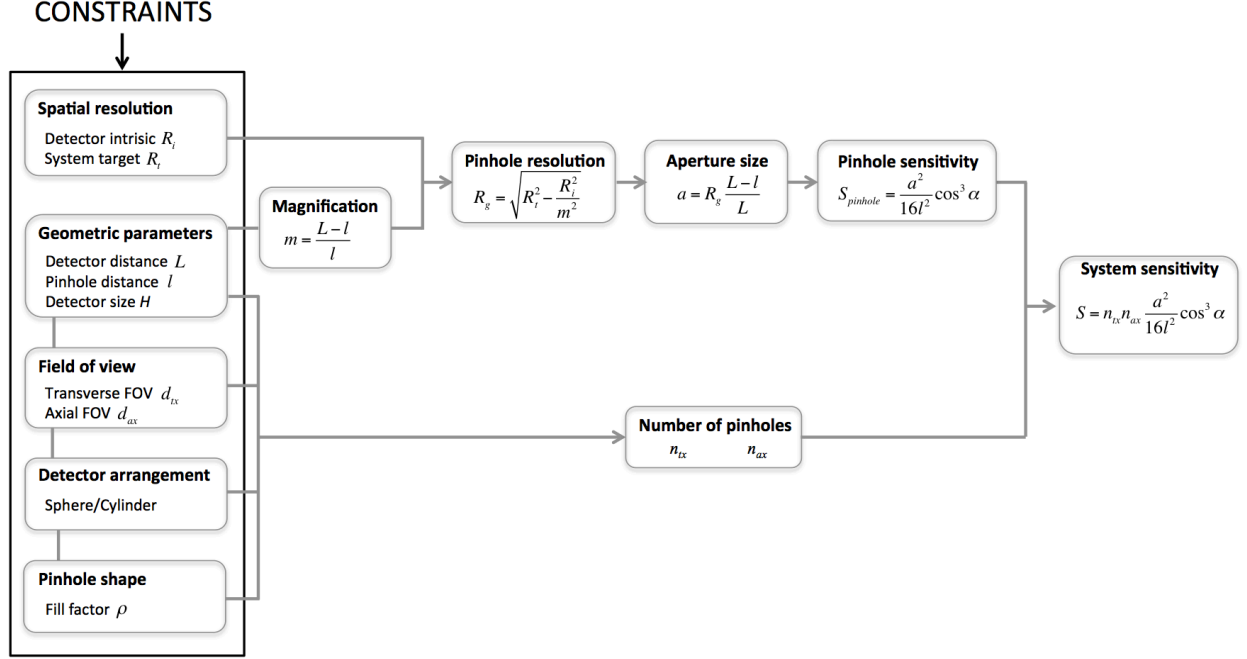 CONSTRAINTS
Spatial resolution
Detector intrisic R_i
System target R_t
Geometric parameters
Detector distance L
Pinhole distance l
Detector size H
Field of view
Transverse FOV d_tx
Axial FOV d_ax
Detector arrangement
Sphere/Cylinder
Pinhole shape
Fill factor ρ
Magnification
m = (L − l)/l
Pinhole resolution
R_g = √(R_t² − R_i²/m²)
Aperture size
a = R_g (L − l)/L
Pinhole sensitivity
S_pinhole = a²/16l² cos³ α
Number of pinholes
n_tx n_ax
System sensitivity
S = n_tx n_ax a²/16l² cos³ α